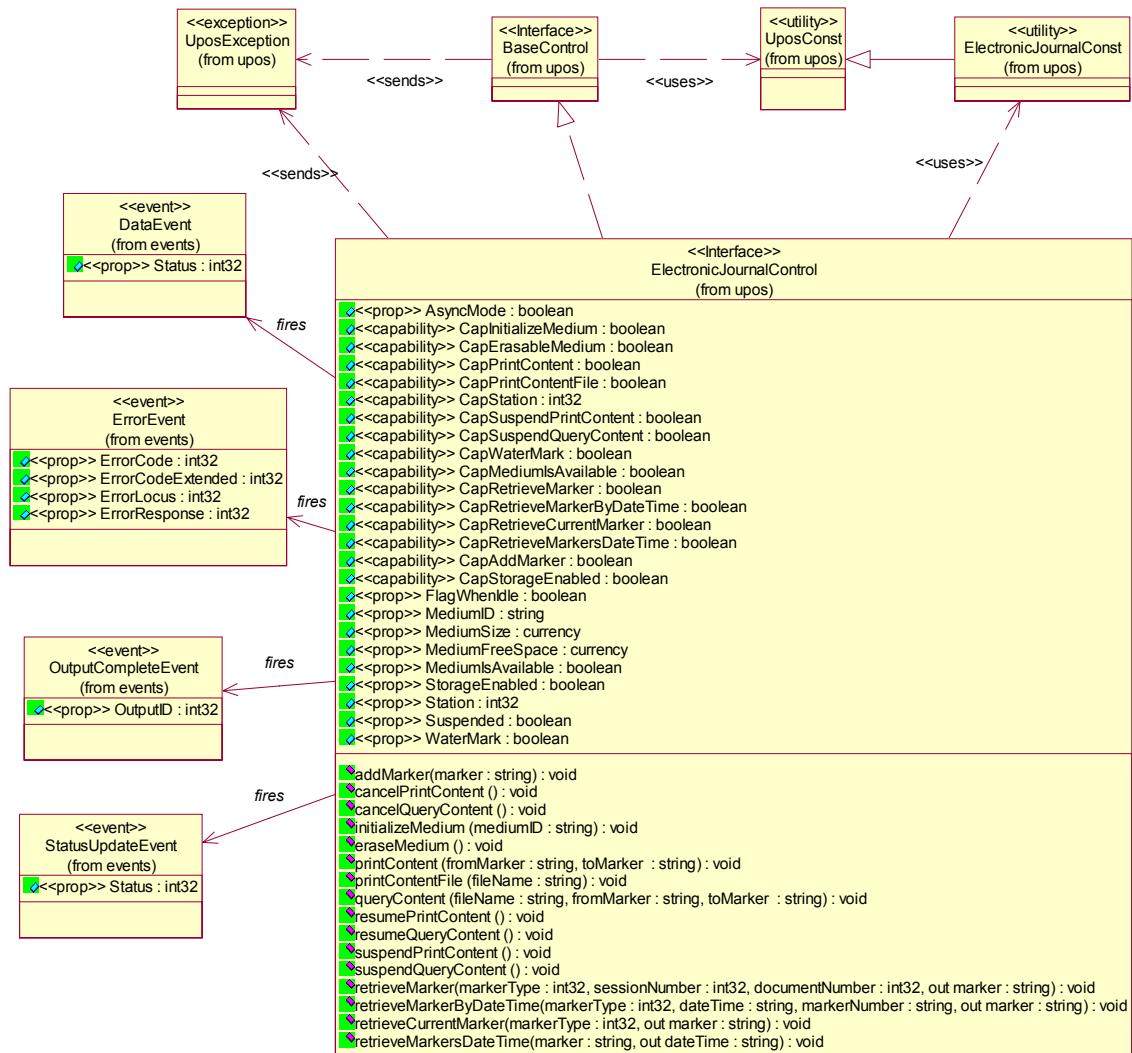 <<exception>>
UposException
(from upos)
<<Interface>>
BaseControl
(from upos)
<<utility>>
UposConst
(from upos)
<<utility>>
ElectronicJournalConst
(from upos)
<<sends>>
<<uses>>
<<sends>>
<<uses>>
<<event>>
DataEvent
(from events)
<<prop>> Status : int32
fires
<<event>>
ErrorEvent
(from events)
<<prop>> ErrorCode : int32
<<prop>> ErrorCodeExtended : int32
<<prop>> ErrorLocus : int32
<<prop>> ErrorResponse : int32
fires
<<event>>
OutputCompleteEvent
(from events)
<<prop>> OutputID : int32
fires
<<event>>
StatusUpdateEvent
(from events)
<<prop>> Status : int32
fires
<<Interface>>
ElectronicJournalControl
(from upos)
<<prop>> AsyncMode : boolean
<<capability>> CapInitializeMedium : boolean
<<capability>> CapErasableMedium : boolean
<<capability>> CapPrintContent : boolean
<<capability>> CapPrintContentFile : boolean
<<capability>> CapStation : int32
<<capability>> CapSuspendPrintContent : boolean
<<capability>> CapSuspendQueryContent : boolean
<<capability>> CapWaterMark : boolean
<<capability>> CapMediumIsAvailable : boolean
<<capability>> CapRetrieveMarker : boolean
<<capability>> CapRetrieveMarkerByDateTime : boolean
<<capability>> CapRetrieveCurrentMarker : boolean
<<capability>> CapRetrieveMarkersDateTime : boolean
<<capability>> CapAddMarker : boolean
<<capability>> CapStorageEnabled : boolean
<<prop>> FlagWhenIdle : boolean
<<prop>> MediumID : string
<<prop>> MediumSize : currency
<<prop>> MediumFreeSpace : currency
<<prop>> MediumIsAvailable : boolean
<<prop>> StorageEnabled : boolean
<<prop>> Station : int32
<<prop>> Suspended : boolean
<<prop>> WaterMark : boolean
addMarker(marker : string) : void
cancelPrintContent () : void
cancelQueryContent () : void
initializeMedium (mediumID : string) : void
eraseMedium () : void
printContent (fromMarker : string, toMarker : string) : void
printContentFile (fileName : string) : void
queryContent (fileName : string, fromMarker : string, toMarker : string) : void
resumePrintContent () : void
resumeQueryContent () : void
suspendPrintContent () : void
suspendQueryContent () : void
retrieveMarker(markerType : int32, sessionNumber : int32, documentNumber : int32, out marker : string) : void
retrieveMarkerByDateTime(markerType : int32, dateTime : string, markerNumber : string, out marker : string) : void
retrieveCurrentMarker(markerType : int32, out marker : string) : void
retrieveMarkersDateTime(marker : string, out dateTime : string) : void